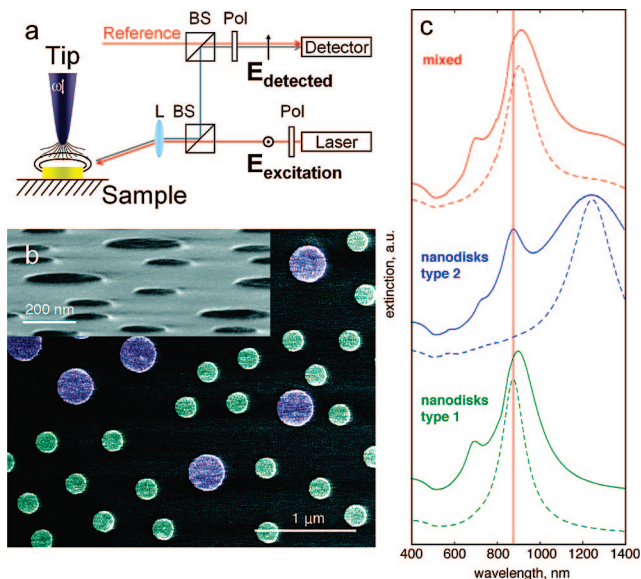 a
BS
Pol
Reference
Detector
Tip
E detected
ω
L
BS
Pol
Laser
E excitation
Sample
b
200 nm
1 μm
c
mixed
nanodisks
type 2
nanodisks
type 1
extinction, a.u.
400 600 800 1000 1200 1400
wavelength, nm